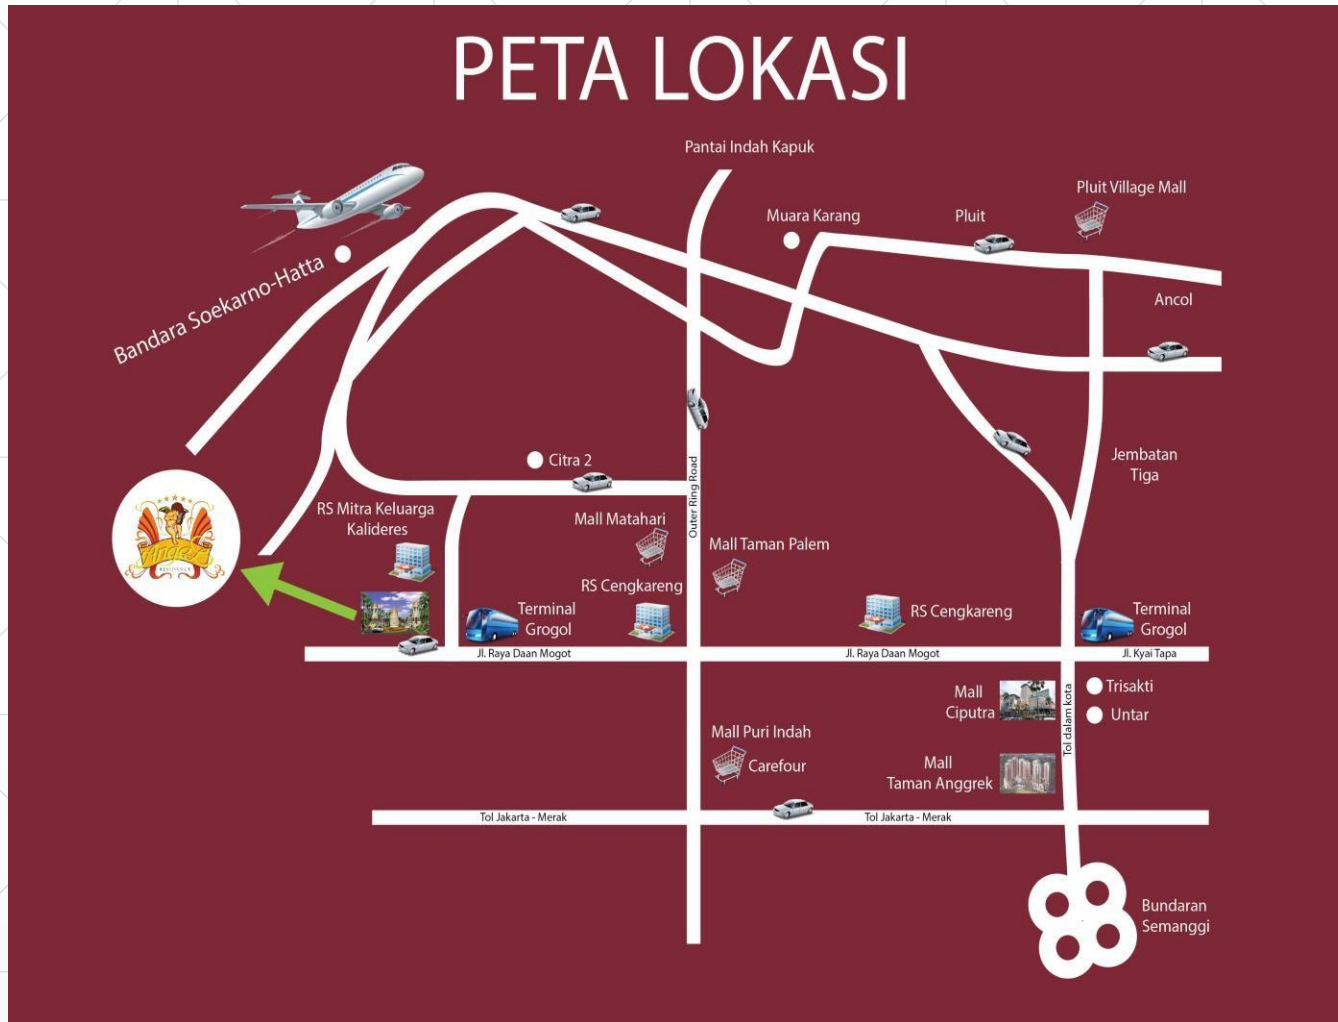 PETA LOKASI
Pantai Indah Kapuk
Pluit Village Mall
Muara Karang
Pluit
Bandara Soekarno-Hatta
Ancol
Jembatan
Tiga
Citra 2
Outer Ring Road
RS Mitra Keluarga
Kalideres
Mall Matahari
Mall Taman Palem
Angel
RESIDENCE
RS Cengkareng
RS Cengkareng
Terminal
Grogol
Terminal
Grogol
Jl. Raya Daan Mogot
Jl. Raya Daan Mogot
Jl. Kyai Tapa
Mall
Ciputra
Tol dalam kota
Trisakti
Untar
Mall Puri Indah
Carefour
Mall
Taman Anggrek
Tol Jakarta - Merak
Tol Jakarta - Merak
Bundaran
Semanggi